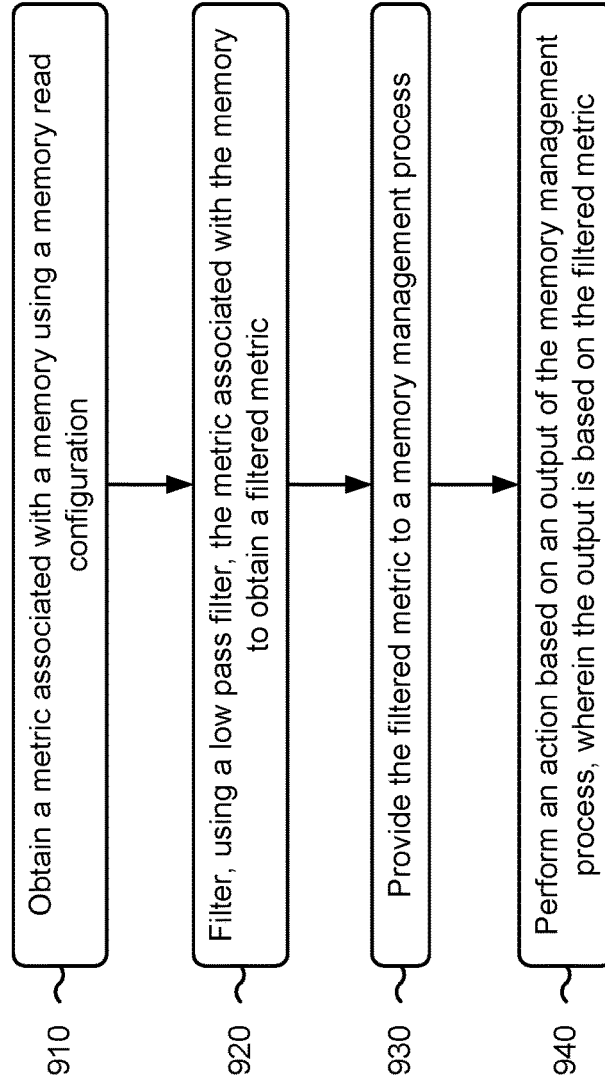 910
Obtain a metric associated with a memory using a memory read
configuration
920
Filter, using a low pass filter, the metric associated with the memory
to obtain a filtered metric
930
Provide the filtered metric to a memory management process
940
Perform an action based on an output of the memory management
process, wherein the output is based on the filtered metric